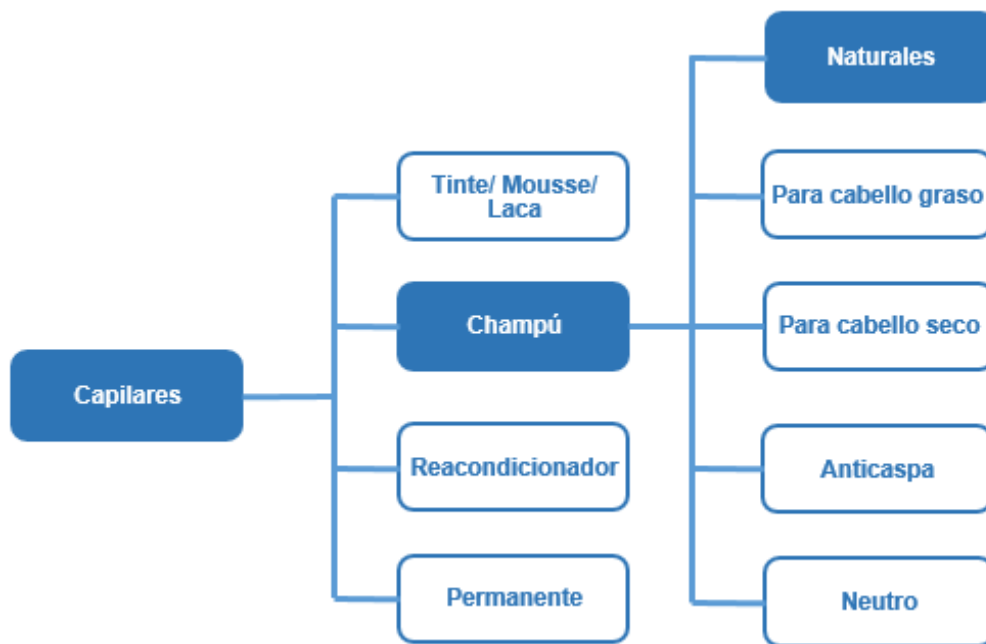 Capilares
Tinte/ Mousse/
Laca
Champú
Reacondicionador
Permanente
Naturales
Para cabello graso
Para cabello seco
Anticaspa
Neutro